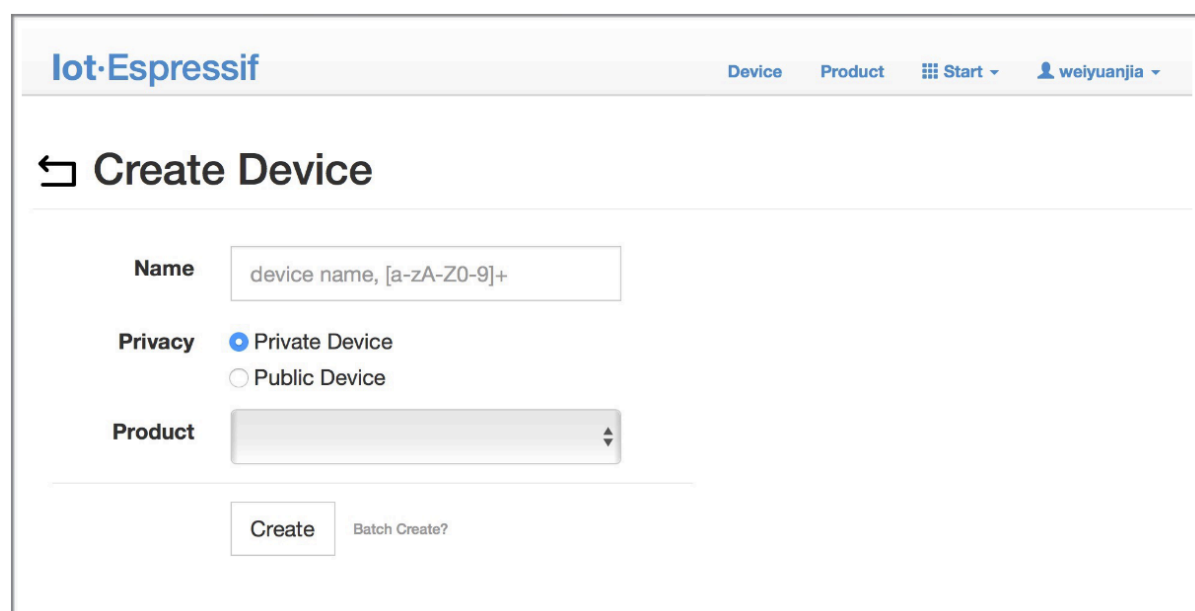 Iot·Espressif
Device Product Start weiyuanjia
Create Device
Name device name, [a-zA-Z0-9]+
Privacy Private Device
Public Device
Product
Create Batch Create?